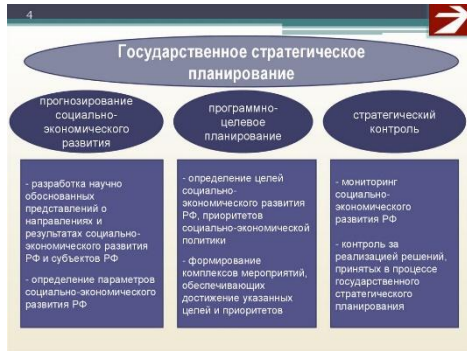 4
Государственное стратегическое
планирование
прогнозирование
социально-
экономического
развития
программно-
целевое
планирование
стратегический
контроль
- разработка научно
обоснованных
представлений о
направлениях и
результатах социально-
экономического развития
РФ и субъектов РФ
- определение параметров
социально-экономического
развития РФ
- определение целей
социально-
экономического развития
РФ, приоритетов
социально-экономической
политики
- формирование
комплексов мероприятий,
обеспечивающих
достижение указанных
целей и приоритетов
- мониторинг
социально-
экономического
развития РФ
- контроль за
реализацией решений,
принятых в процессе
государственного
стратегического
планирования